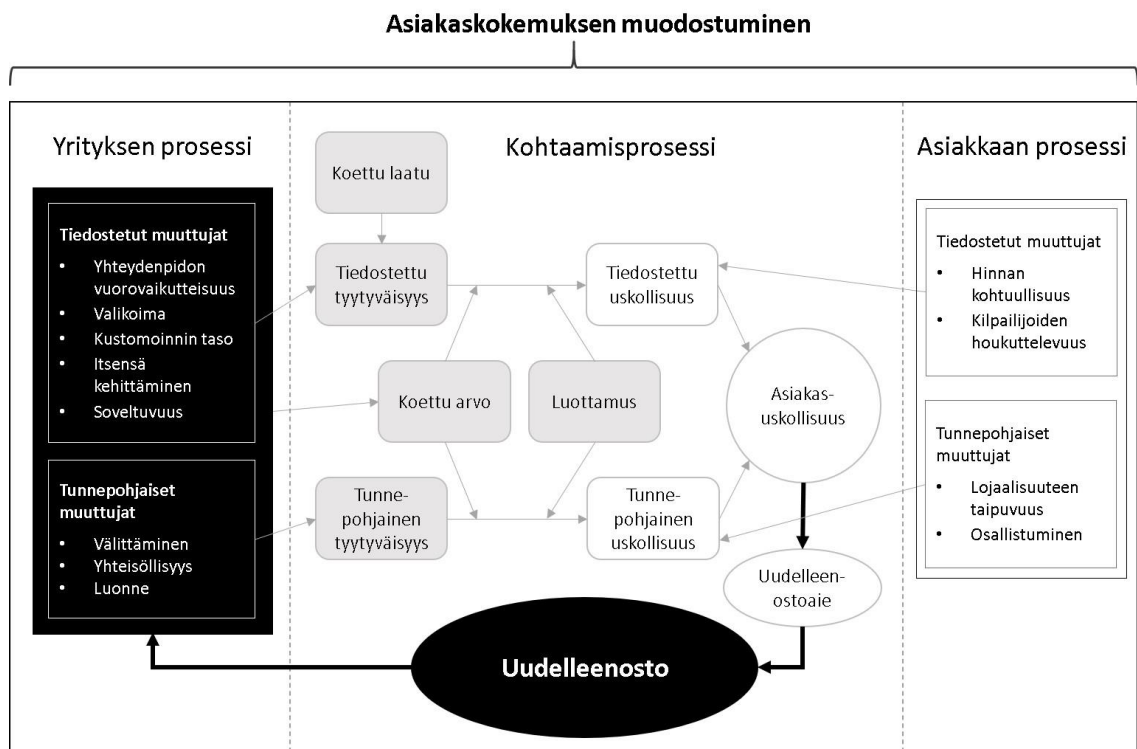 Asiakaskokemuksen muodostuminen
Yrityksen prosessi
Tiedostetut muuttujat
• Yhteydenpidon
vuorovaikutteisuus
• Valikoima
• Kustomoinnin taso
• Itsensä
kehittäminen
• Soveltuvuus
Tunnepohjaiset
muuttujat
• Välittäminen
• Yhteisöllisyys
• Luonne
Kohtaamisprosessi
Koettu laatu
Tiedostettu
tyytyväisyys
Tiedostettu
uskollisuus
Koettu arvo
Luottamus
Asiakas-
uskollisuus
Tunne-
pohjainen
tyytyväisyys
Tunne-
pohjainen
uskollisuus
Uudelleen-
ostoaie
Uudelleenosto
Asiakkaan prosessi
Tiedostetut muuttujat
• Hinnan
kohtuullisuus
• Kilpailijoiden
houkuttelevuus
Tunnepohjaiset
muuttujat
• Lojaalisuuteen
taipuvuus
• Osallistuminen